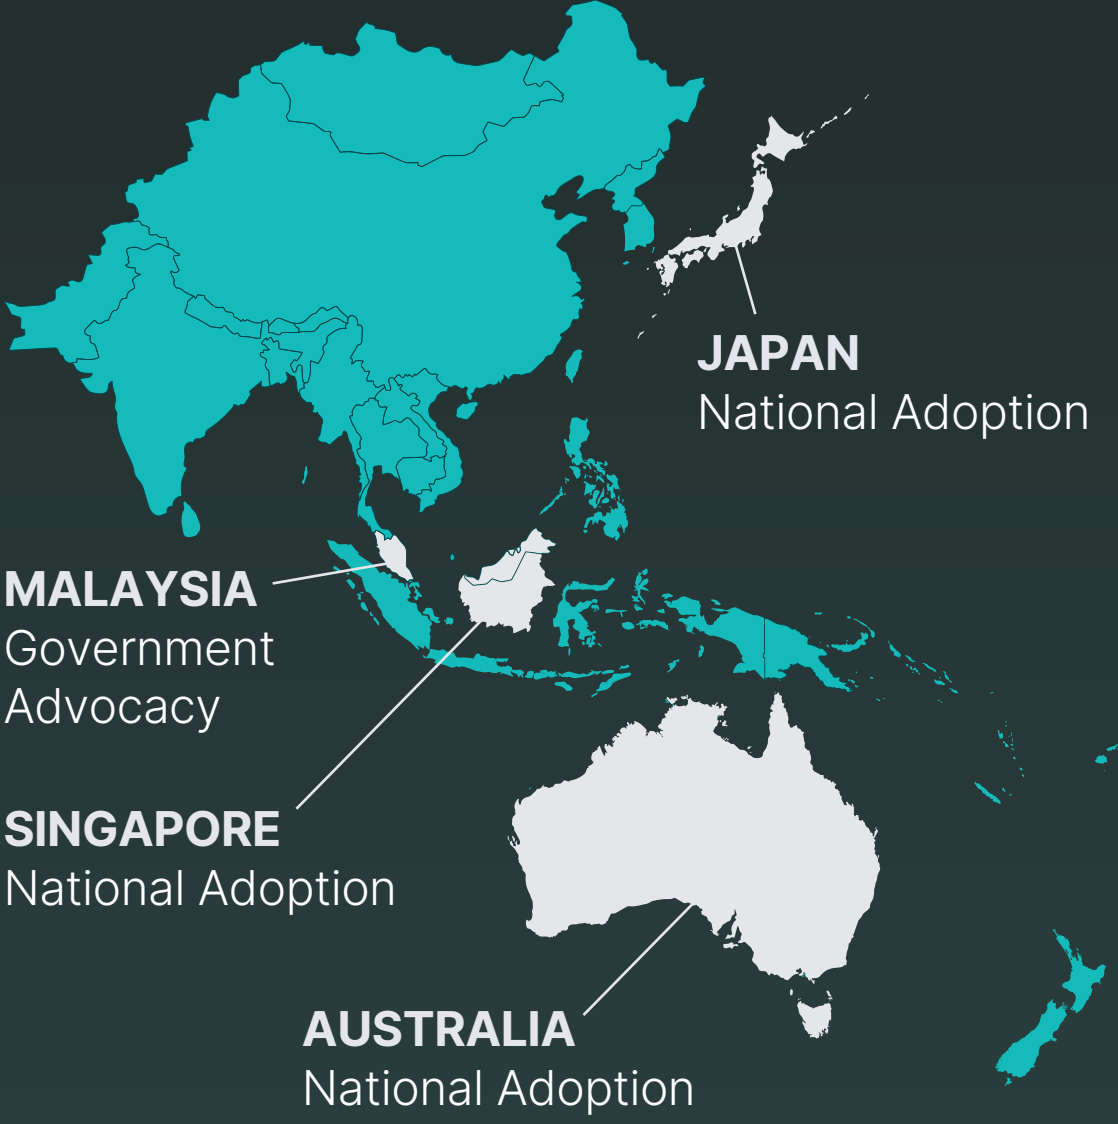 JAPAN
National Adoption
MALAYSIA
Government
Advocacy
SINGAPORE
National Adoption
AUSTRALIA
National Adoption